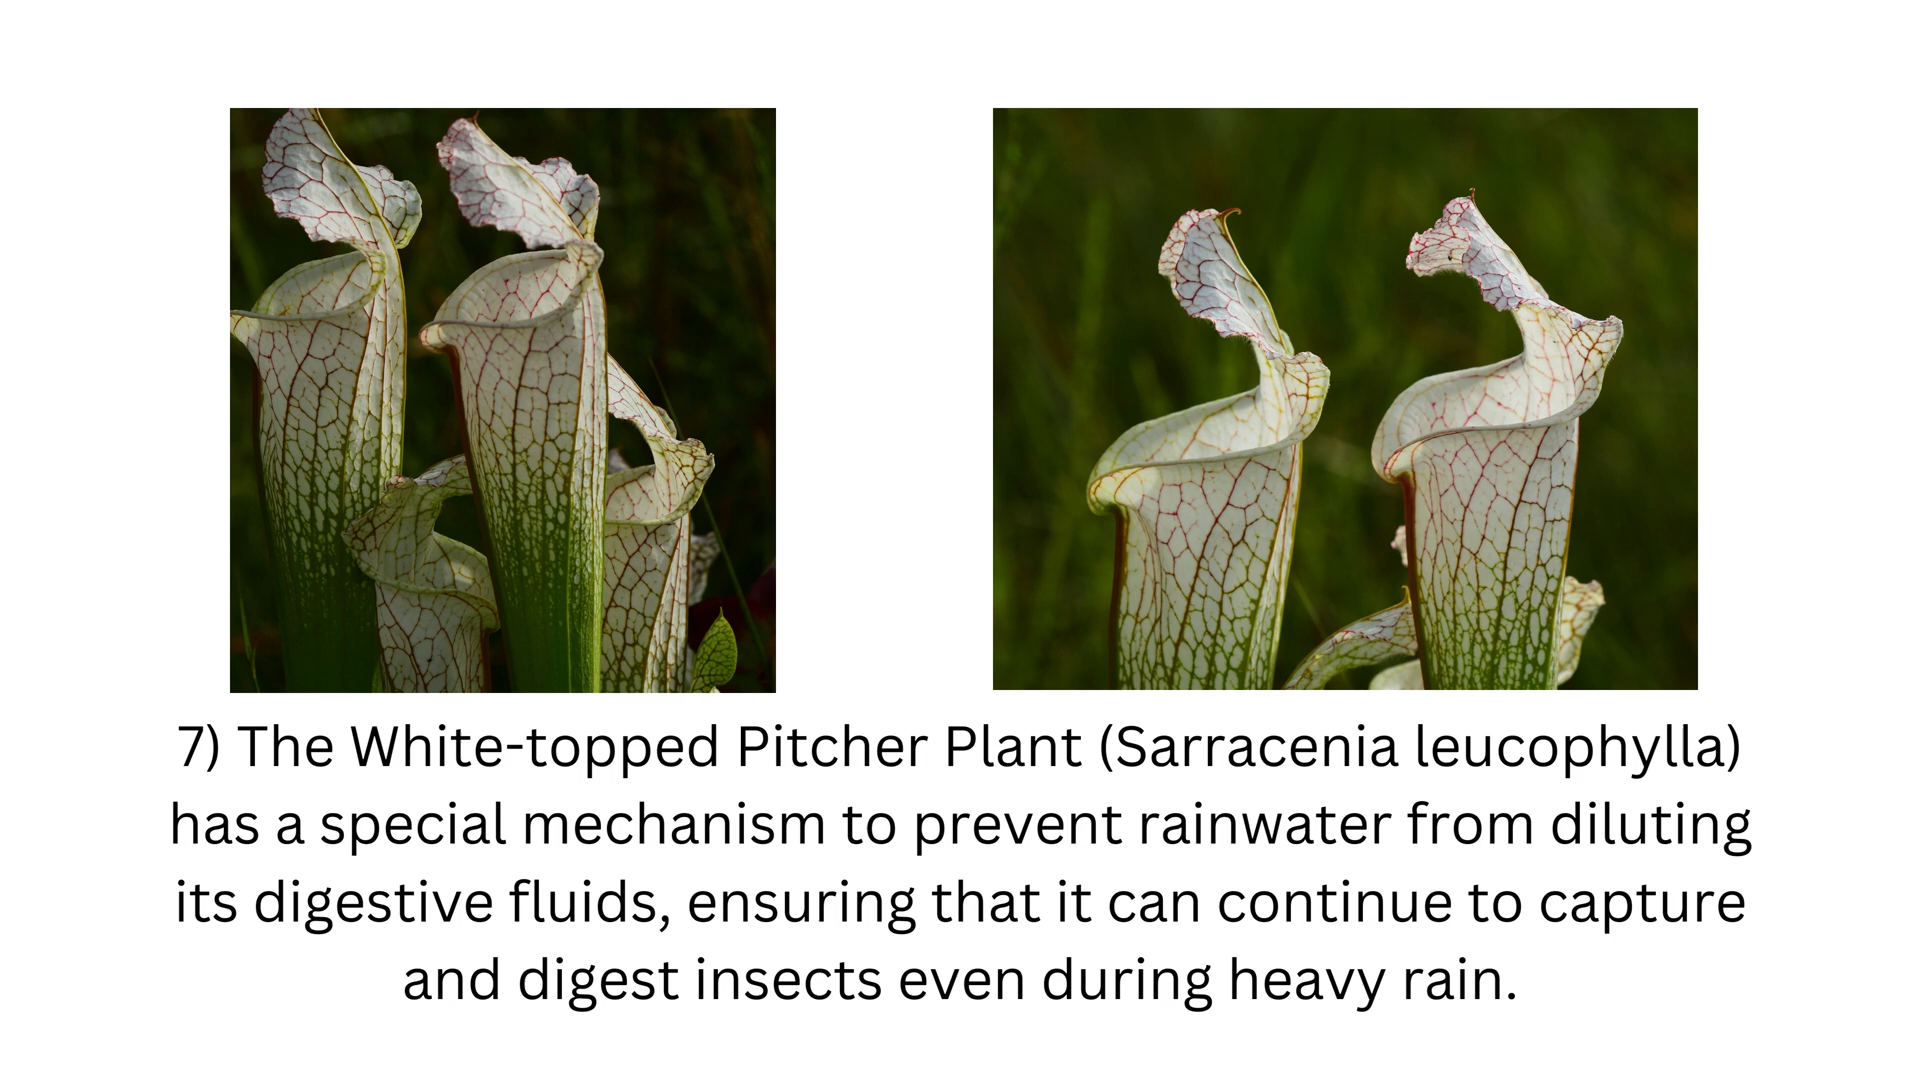 7) The White-topped Pitcher Plant (Sarracenia leucophylla)
has a special mechanism to prevent rainwater from diluting
its digestive fluids, ensuring that it can continue to capture
and digest insects even during heavy rain.